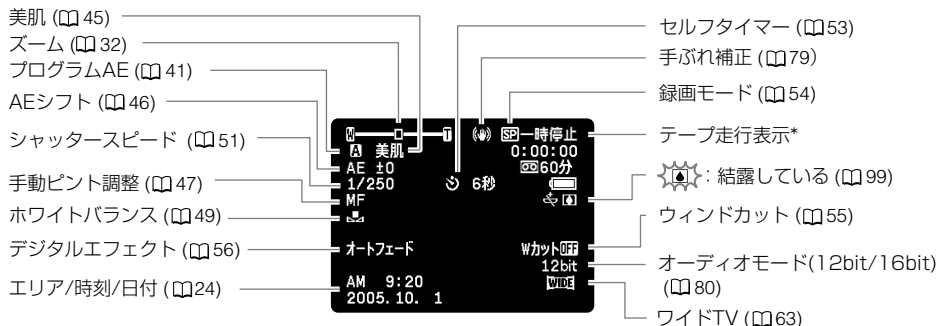 美肌 (45)
ズーム (32)
プログラムAE (41)
AEシフト (46)
シャッタースピード (51)
手動ピント調整 (47)
ホワイトバランス (49)
デジタルエフェクト (56)
エリア/時刻/日付 (24)
W T SP一時停止
A 美肌 0:00:00
AE ±0 60分
1/250 6秒
MF
オートフェード Wカット OFF
12bit
AM 9:20 WIDE
2005.10. 1
セルフタイマー (53)
手ぶれ補正 (79)
録画モード (54)
テープ走行表示*
：結露している (99)
ウィンドカット (55)
オーディオモード(12bit/16bit)
(80)
ワイドTV (63)